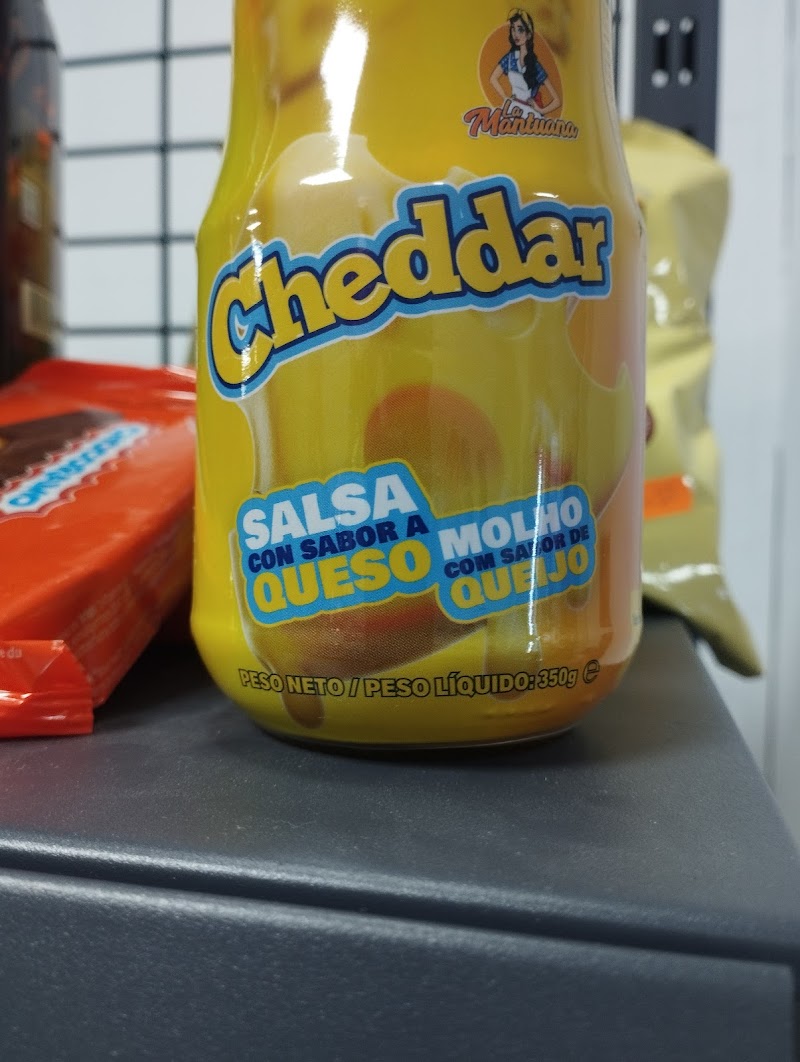 La
Mantuana
Cheddar
SALSA
CON SABOR A
QUESO
MOLHO
COM SABOR DE
QUEIJO
PESO NETO / PESO LÍQUIDO: 350g